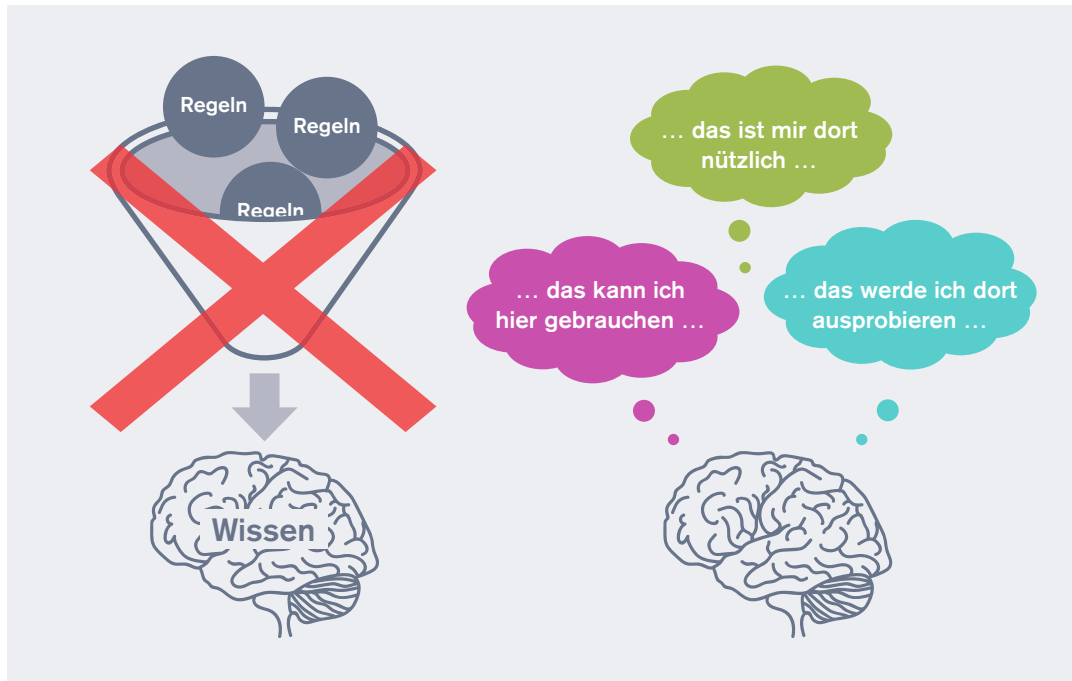 Regeln
Regeln
Regeln
Wissen
… das ist mir dort
nützlich …
… das kann ich
hier gebrauchen …
… das werde ich dort
ausprobieren …